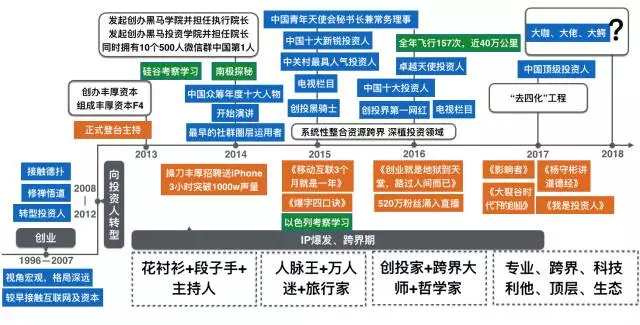 发起创办黑马学院并担任执行院长
发起创办黑马投资学院并担任院长
同时拥有10个500人微信群中国第1人
中国青年天使会秘书长兼常务理事
中国十大新锐投资人
中关村最具人气投资人
电视栏目
创投黑骑士
全年飞行157次，近40万公里
卓越天使投资人
中国十大投资人
创投界第一网红
电视栏目
大咖、大佬、大鳄
?
中国顶级投资人
硅谷考察学习
南极探秘
创办丰厚资本
组成丰厚资本F4
中国众筹年度十大人物
开始演讲
最早的社群圈层运用者
正式登台主持
系统性整合资源跨界 深植投资领域
“去四化”工程
2013
2014
2015
2016
2017
2018
接触德扑
修禅悟道
转型投资人
2008
2012
向投资人转型
操刀丰厚招聘送iPhone
3小时突破1000w声量
《移动互联3个
月就是一年》
《爆字四口诀》
以色列考察学习
《创业就是地狱到天
堂，路过人间而已》
520万粉丝涌入直播
《影响者》
《大裂谷时
代下的创业》
《杨守彬讲
道德经》
《我是投资人》
创业
1996–2007
视角宏观，格局深远
较早接触互联网及资本
IP爆发、跨界期
花衬衫+段子手+
主持人
人脉王+万人
迷+旅行家
创投家+跨界大
师+哲学家
专业、跨界、科技
利他、顶层、生态